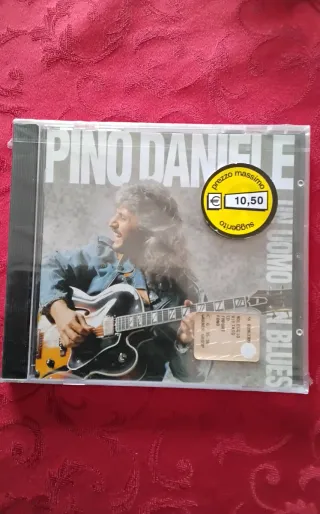 PINO DANIELE
prezzo massimo
€ 10,50
suggerito
UN UOMO IN BLUES